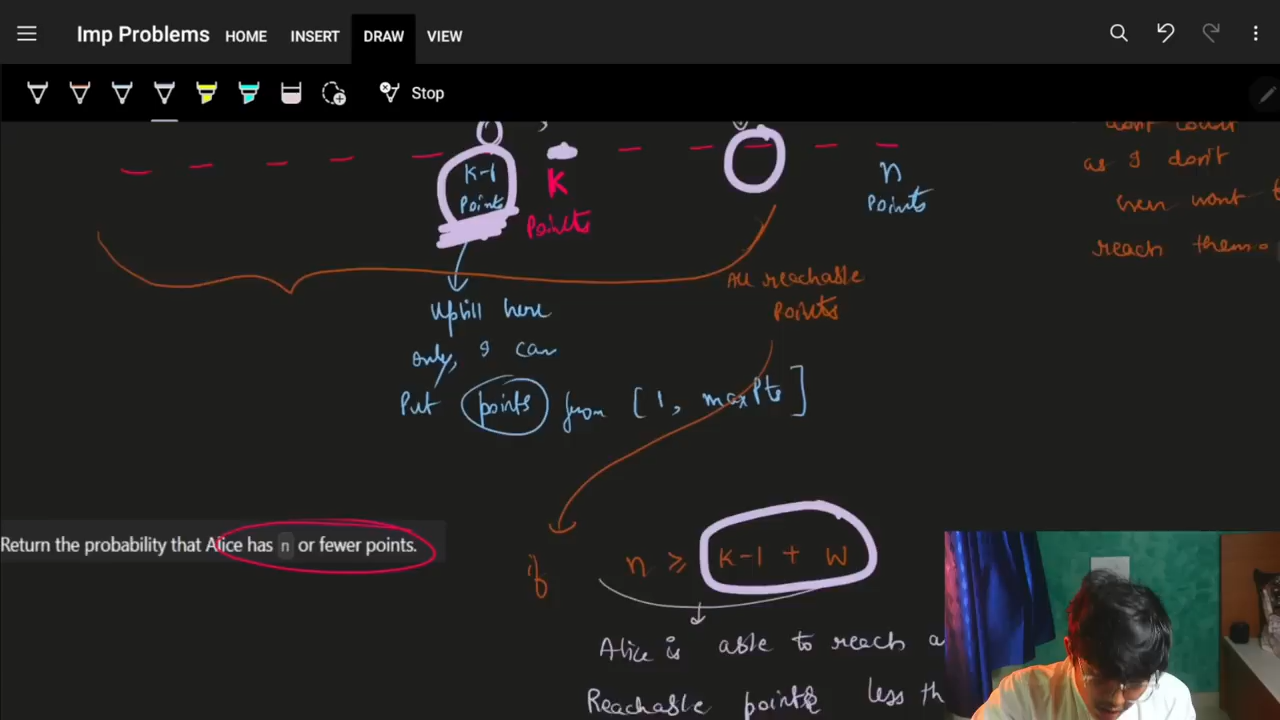 Imp Problems HOME INSERT DRAW VIEW
Stop
dont count
as I don't
even want t
reach them.
K-1
Points
K
Points
n
Points
All reachable
Points
Uptill here
only, I can
Put points from [1, maxPts]
Return the probability that Alice has n or fewer points.
if n ≥ K-1 + W
Alice is able to reach a
Reachable points less th